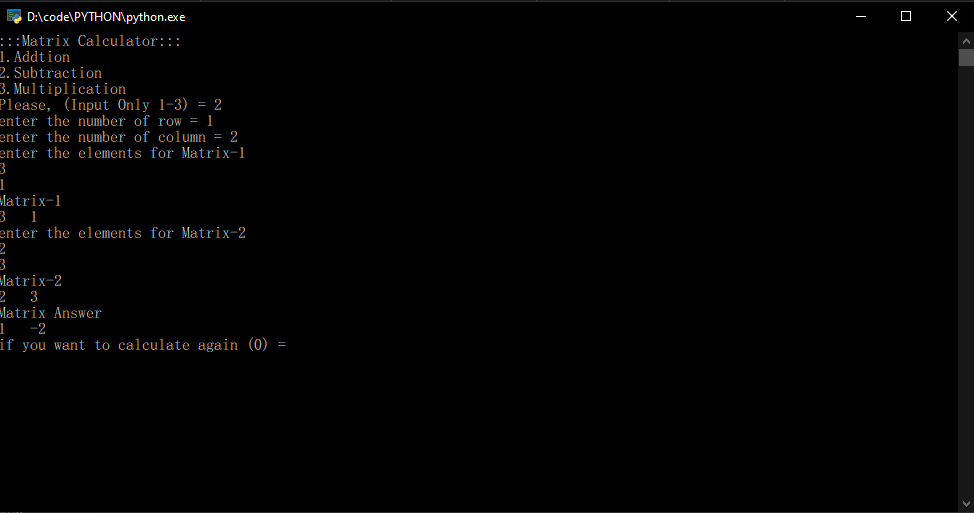 D:\code\PYTHON\python.exe
:::Matrix Calculator:::
1.Addtion
2.Subtraction
3.Multiplication
Please, (Input Only 1-3) = 2
enter the number of row = 1
enter the number of column = 2
enter the elements for Matrix-1
3
1
Matrix-1
3   1
enter the elements for Matrix-2
2
3
Matrix-2
2   3
Matrix Answer
1   -2
if you want to calculate again (0) =